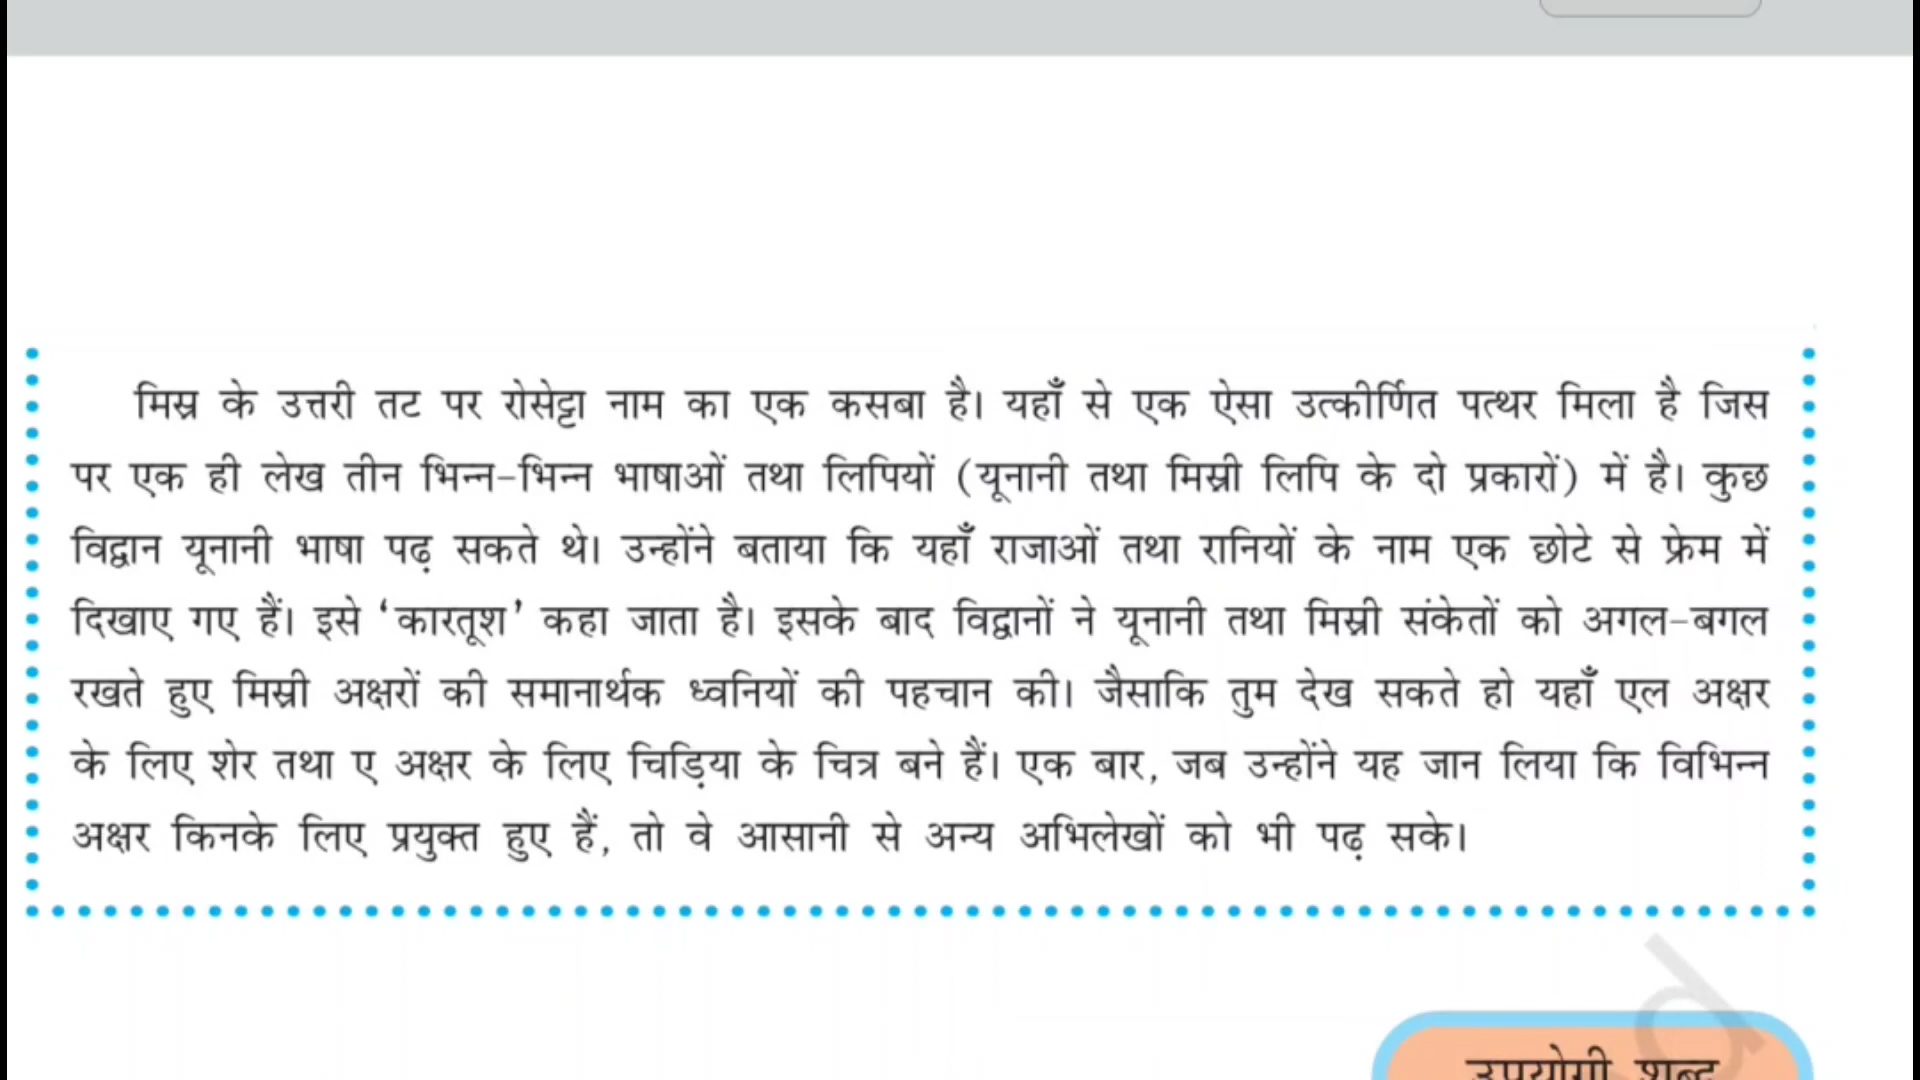 मिस्र के उत्तरी तट पर रोसेट्टा नाम का एक कसबा है। यहाँ से एक ऐसा उत्कीर्णित पत्थर मिला है जिस
पर एक ही लेख तीन भिन्न-भिन्न भाषाओं तथा लिपियों (यूनानी तथा मिस्री लिपि के दो प्रकारों) में है। कुछ
विद्वान यूनानी भाषा पढ़ सकते थे। उन्होंने बताया कि यहाँ राजाओं तथा रानियों के नाम एक छोटे से फ्रेम में
दिखाए गए हैं। इसे ‘कारतूश’ कहा जाता है। इसके बाद विद्वानों ने यूनानी तथा मिस्री संकेतों को अगल-बगल
रखते हुए मिस्री अक्षरों की समानार्थक ध्वनियों की पहचान की। जैसाकि तुम देख सकते हो यहाँ एल अक्षर
के लिए शेर तथा ए अक्षर के लिए चिड़िया के चित्र बने हैं। एक बार, जब उन्होंने यह जान लिया कि विभिन्न
अक्षर किनके लिए प्रयुक्त हुए हैं, तो वे आसानी से अन्य अभिलेखों को भी पढ़ सके।
उपयोगी शब्द